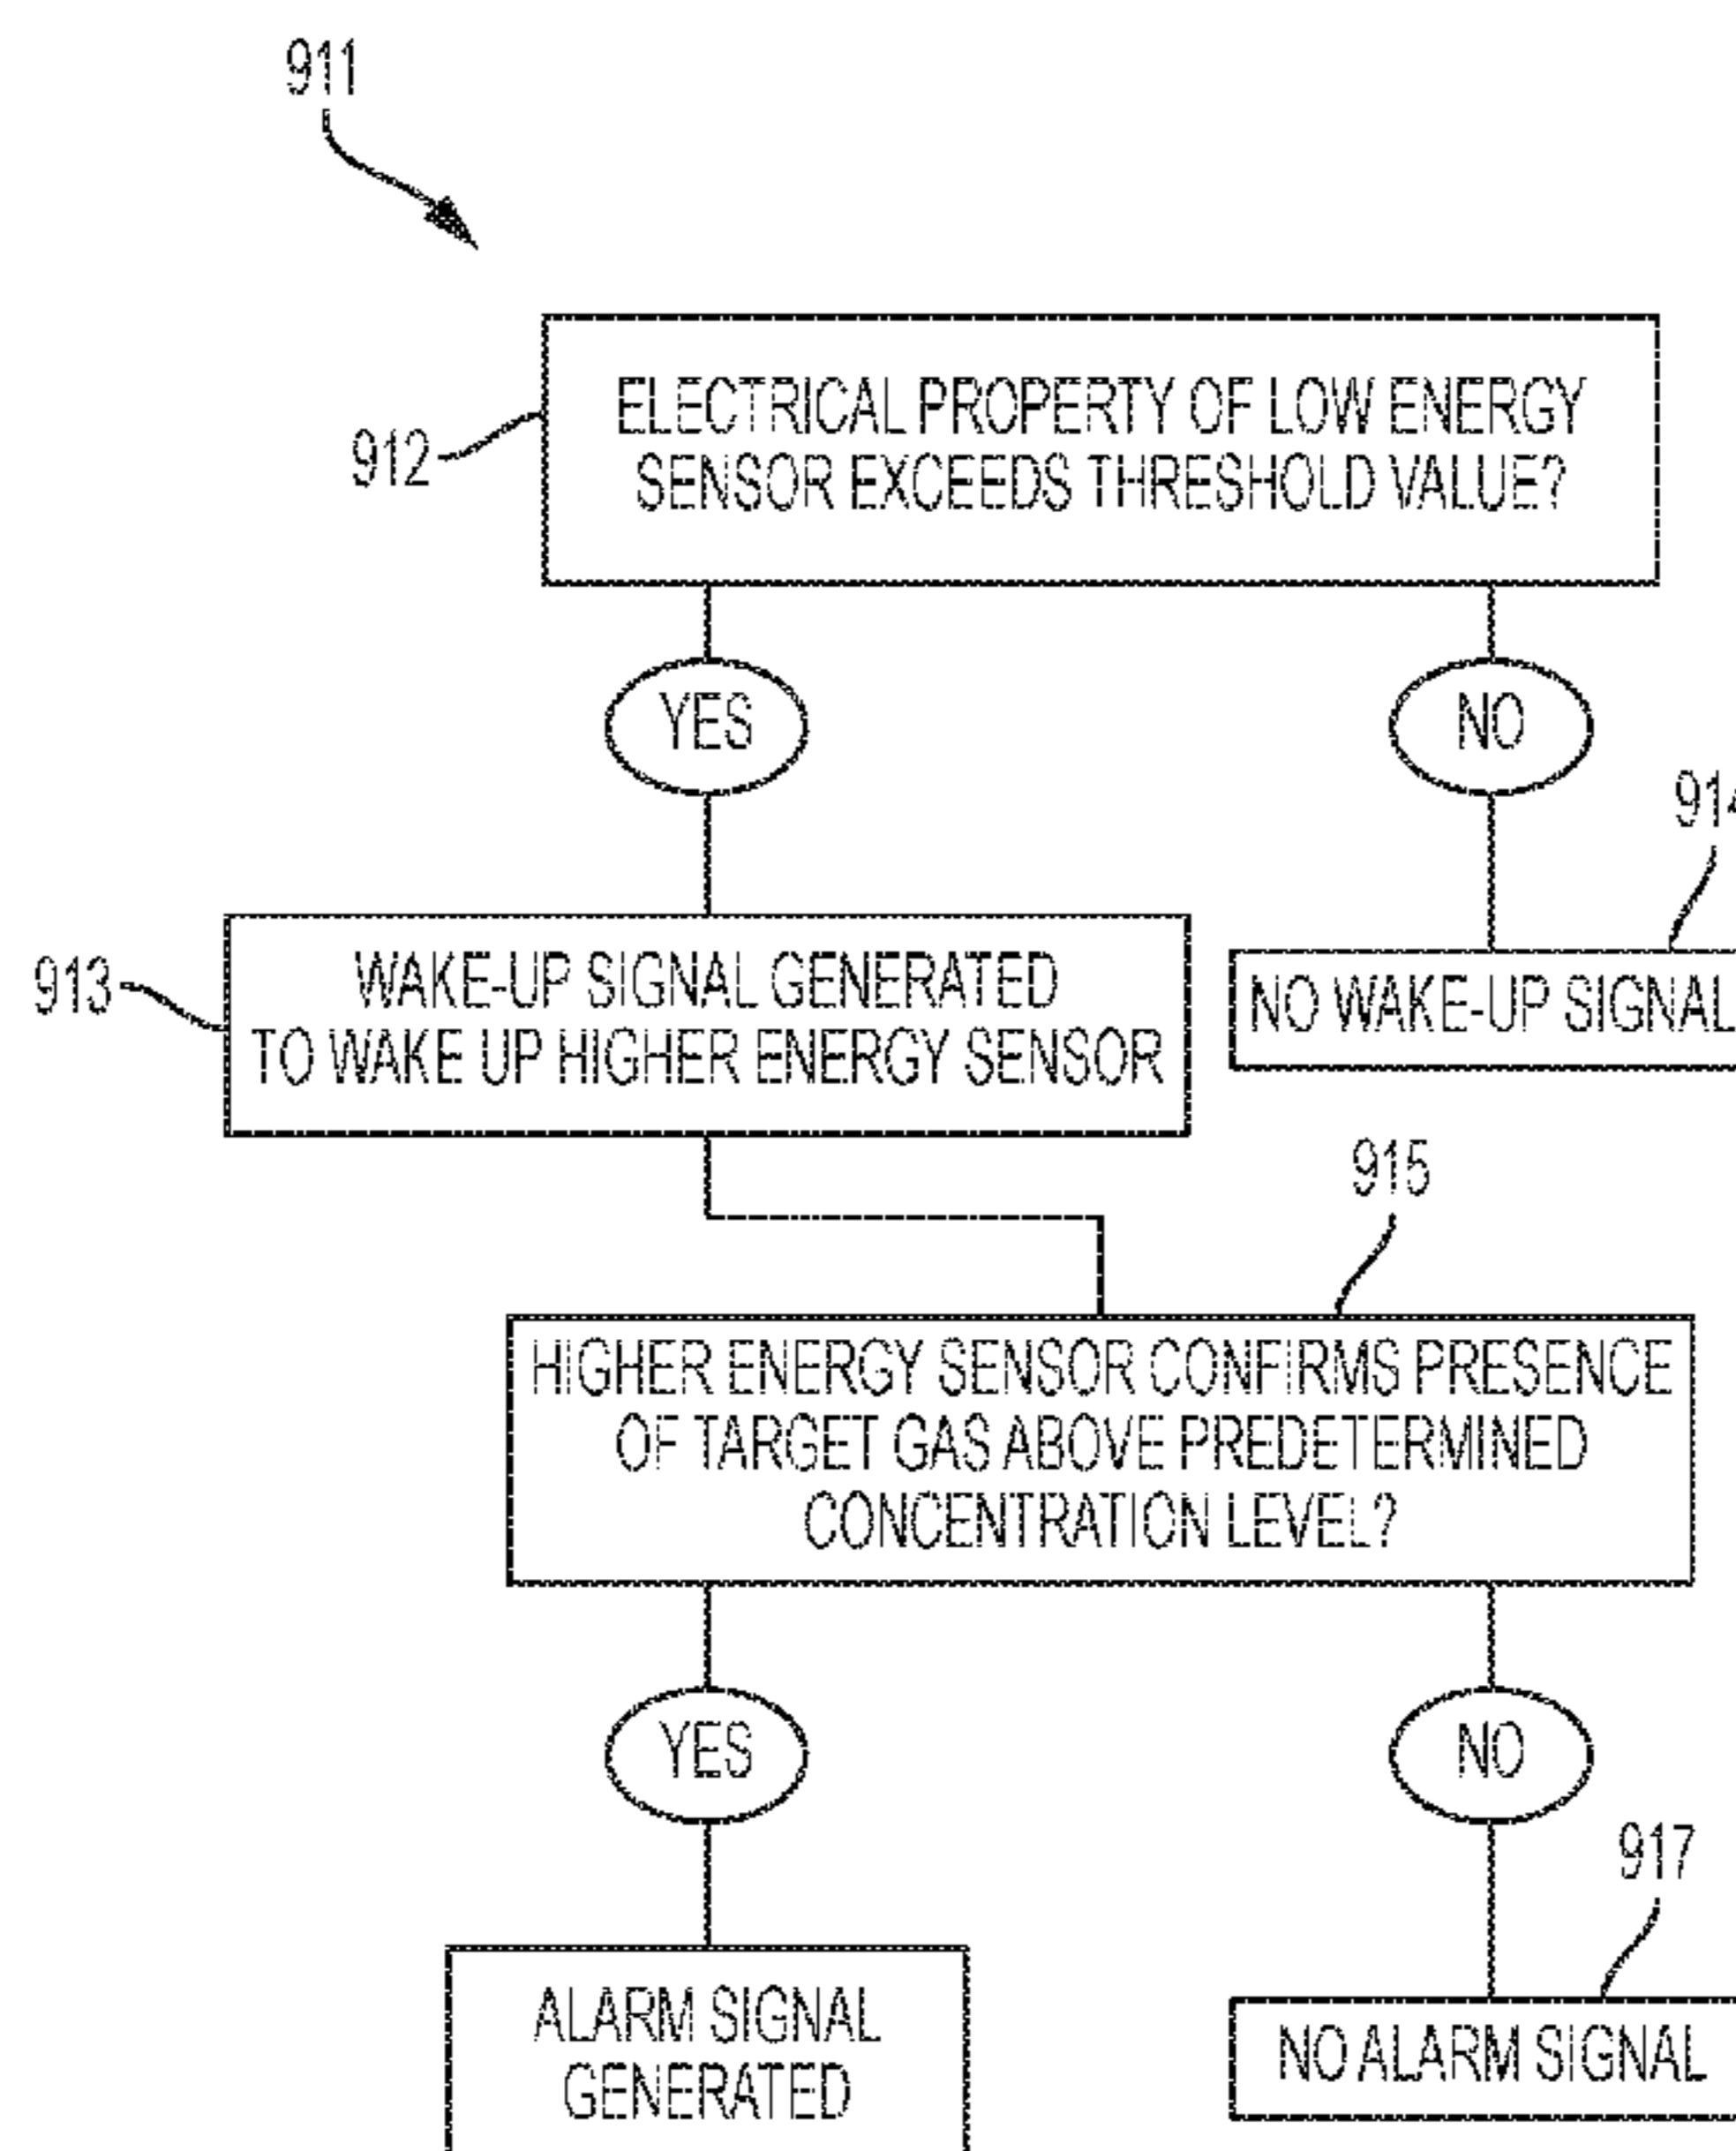 911
ELECTRICAL PROPERTY OF LOW ENERGY
SENSOR EXCEEDS THRESHOLD VALUE?
912
YES
NO
WAKE-UP SIGNAL GENERATED
TO WAKE UP HIGHER ENERGY SENSOR
913
NO WAKE-UP SIGNAL
915
HIGHER ENERGY SENSOR CONFIRMS PRESENCE
OF TARGET GAS ABOVE PREDETERMINED
CONCENTRATION LEVEL?
YES
NO
917
ALARM SIGNAL
GENERATED
NO ALARM SIGNAL